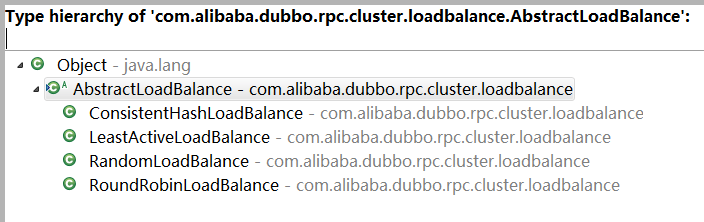 Type hierarchy of 'com.alibaba.dubbo.rpc.cluster.loadbalance.AbstractLoadBalance':
Object - java.lang
AbstractLoadBalance - com.alibaba.dubbo.rpc.cluster.loadbalance
ConsistentHashLoadBalance - com.alibaba.dubbo.rpc.cluster.loadbalance
LeastActiveLoadBalance - com.alibaba.dubbo.rpc.cluster.loadbalance
RandomLoadBalance - com.alibaba.dubbo.rpc.cluster.loadbalance
RoundRobinLoadBalance - com.alibaba.dubbo.rpc.cluster.loadbalance